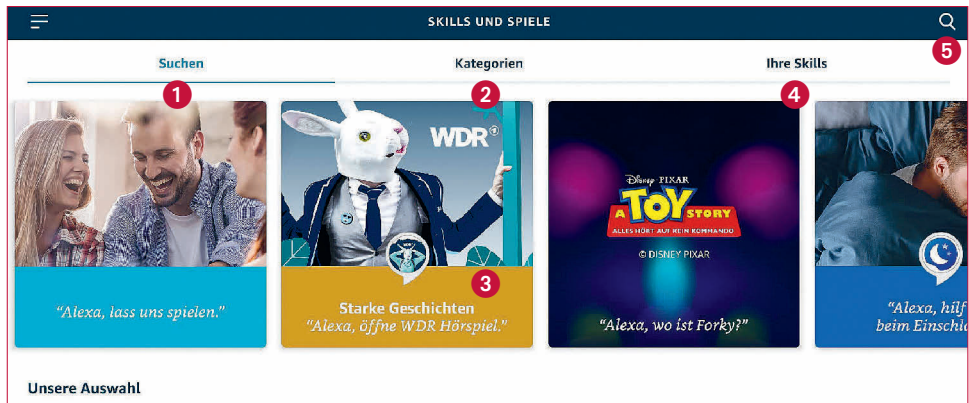 SKILLS UND SPIELE
5
Suchen
Kategorien
Ihre Skills
1
2
4
WDR
Disney PIXAR
A TOY STORY
ALLES HÖRT AUF KEIN KOMMANDO
© DISNEY PIXAR
3
"Alexa, lass uns spielen."
Starke Geschichten
"Alexa, öffne WDR Hörspiel."
"Alexa, wo ist Forky?"
"Alexa, hilf
beim Einschla
Unsere Auswahl